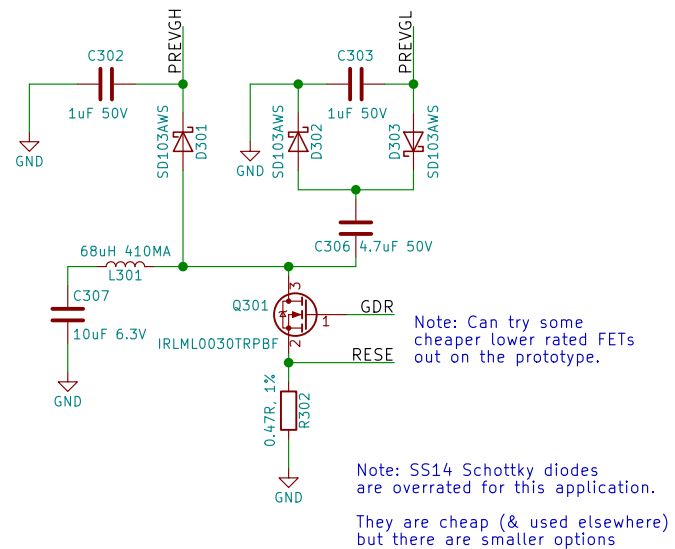 PREVGH
PREVGL
C302
1uF 50V
GND
SD103AWS
D301
C303
1uF 50V
GND
SD103AWS
D302
D303
SD103AWS
C306 4.7uF 50V
68uH 410MA
L301
C307
10uF 6.3V
GND
Q301
3
1
2
GDR
IRLML0030TRPBF
RESE
0.47R, 1%
R302
GND
Note: Can try some
cheaper lower rated FETs
out on the prototype.
Note: SS14 Schottky diodes
are overrated for this application.
They are cheap (& used elsewhere)
but there are smaller options